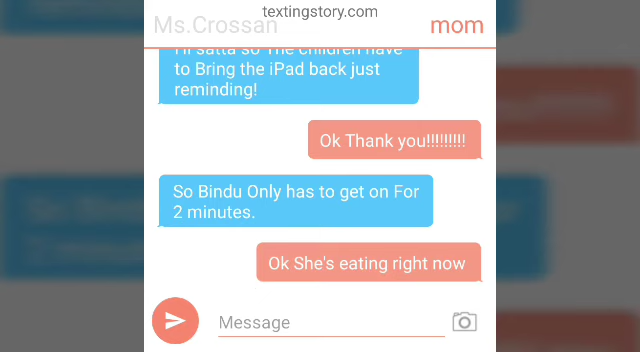 textingstory.com
Ms.Crossan mom
Hi satta so The children have
to Bring the iPad back just
reminding!
Ok Thank you!!!!!!!!!
So Bindu Only has to get on For
2 minutes.
Ok She's eating right now
Message